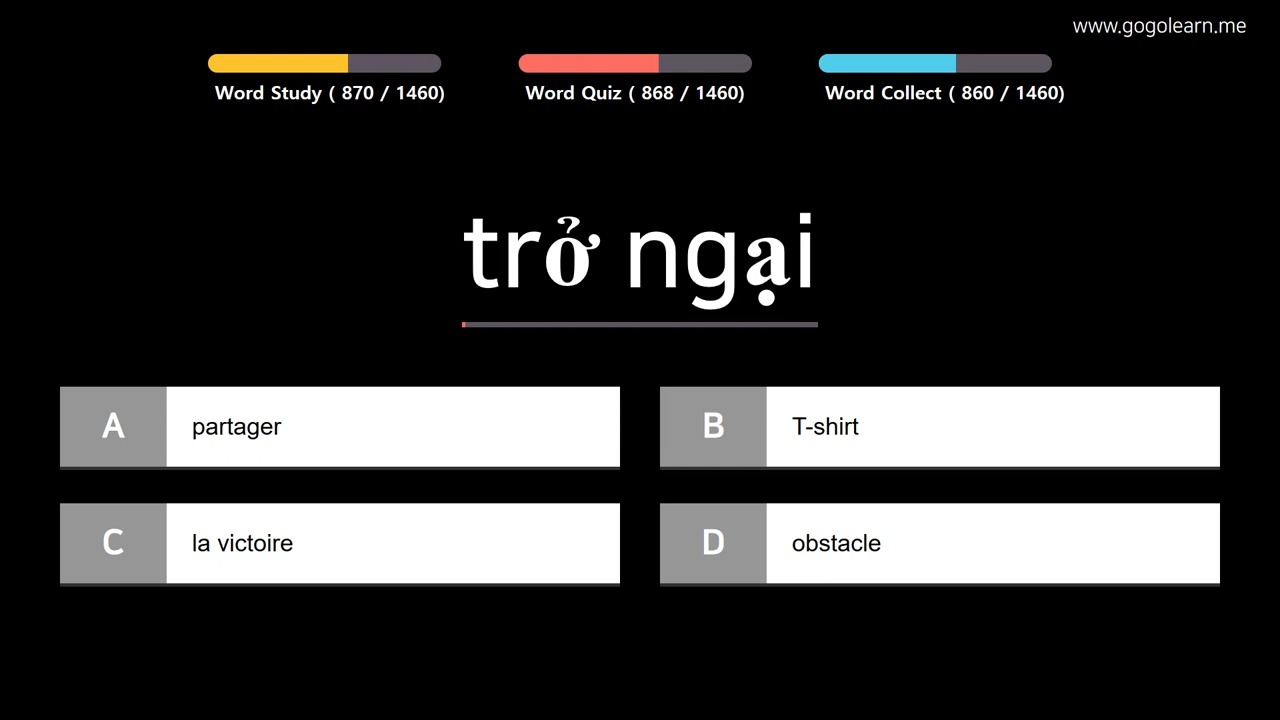 www.gogolearn.me
Word Study ( 870 / 1460)
Word Quiz ( 868 / 1460)
Word Collect ( 860 / 1460)
trở ngại
A partager
B T-shirt
C la victoire
D obstacle